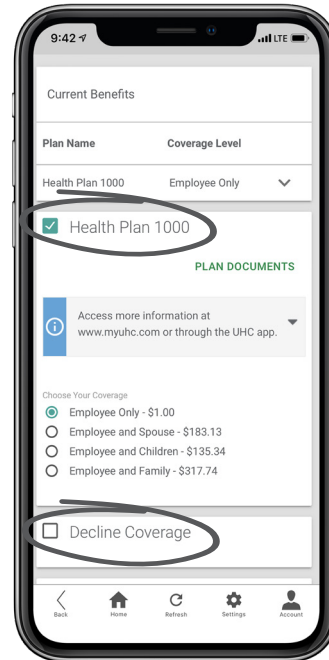 9:42
LTE
Current Benefits
Plan Name Coverage Level
Health Plan 1000 Employee Only
Health Plan 1000
PLAN DOCUMENTS
Access more information at
www.myuhc.com or through the UHC app.
Choose Your Coverage
Employee Only - $1.00
Employee and Spouse - $183.13
Employee and Children - $135.34
Employee and Family - $317.74
Decline Coverage
Back Home Refresh Settings Account